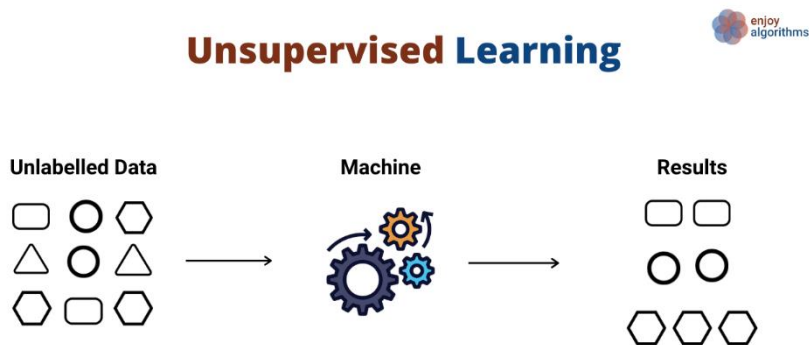 enjoy
algorithms
Unsupervised Learning
Unlabelled Data
Machine
Results